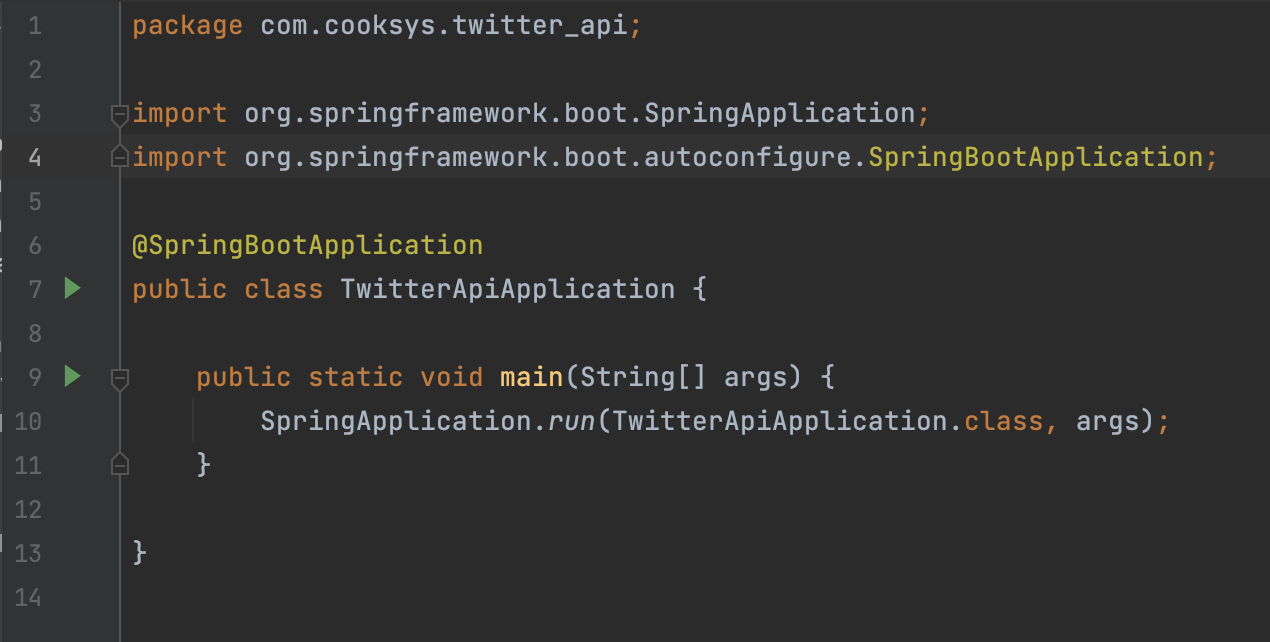 1 package com.cooksys.twitter_api;
2
3 import org.springframework.boot.SpringApplication;
4 import org.springframework.boot.autoconfigure.SpringBootApplication;
5
6 @SpringBootApplication
7 public class TwitterApiApplication {
8
9     public static void main(String[] args) {
10         SpringApplication.run(TwitterApiApplication.class, args);
11     }
12
13 }
14